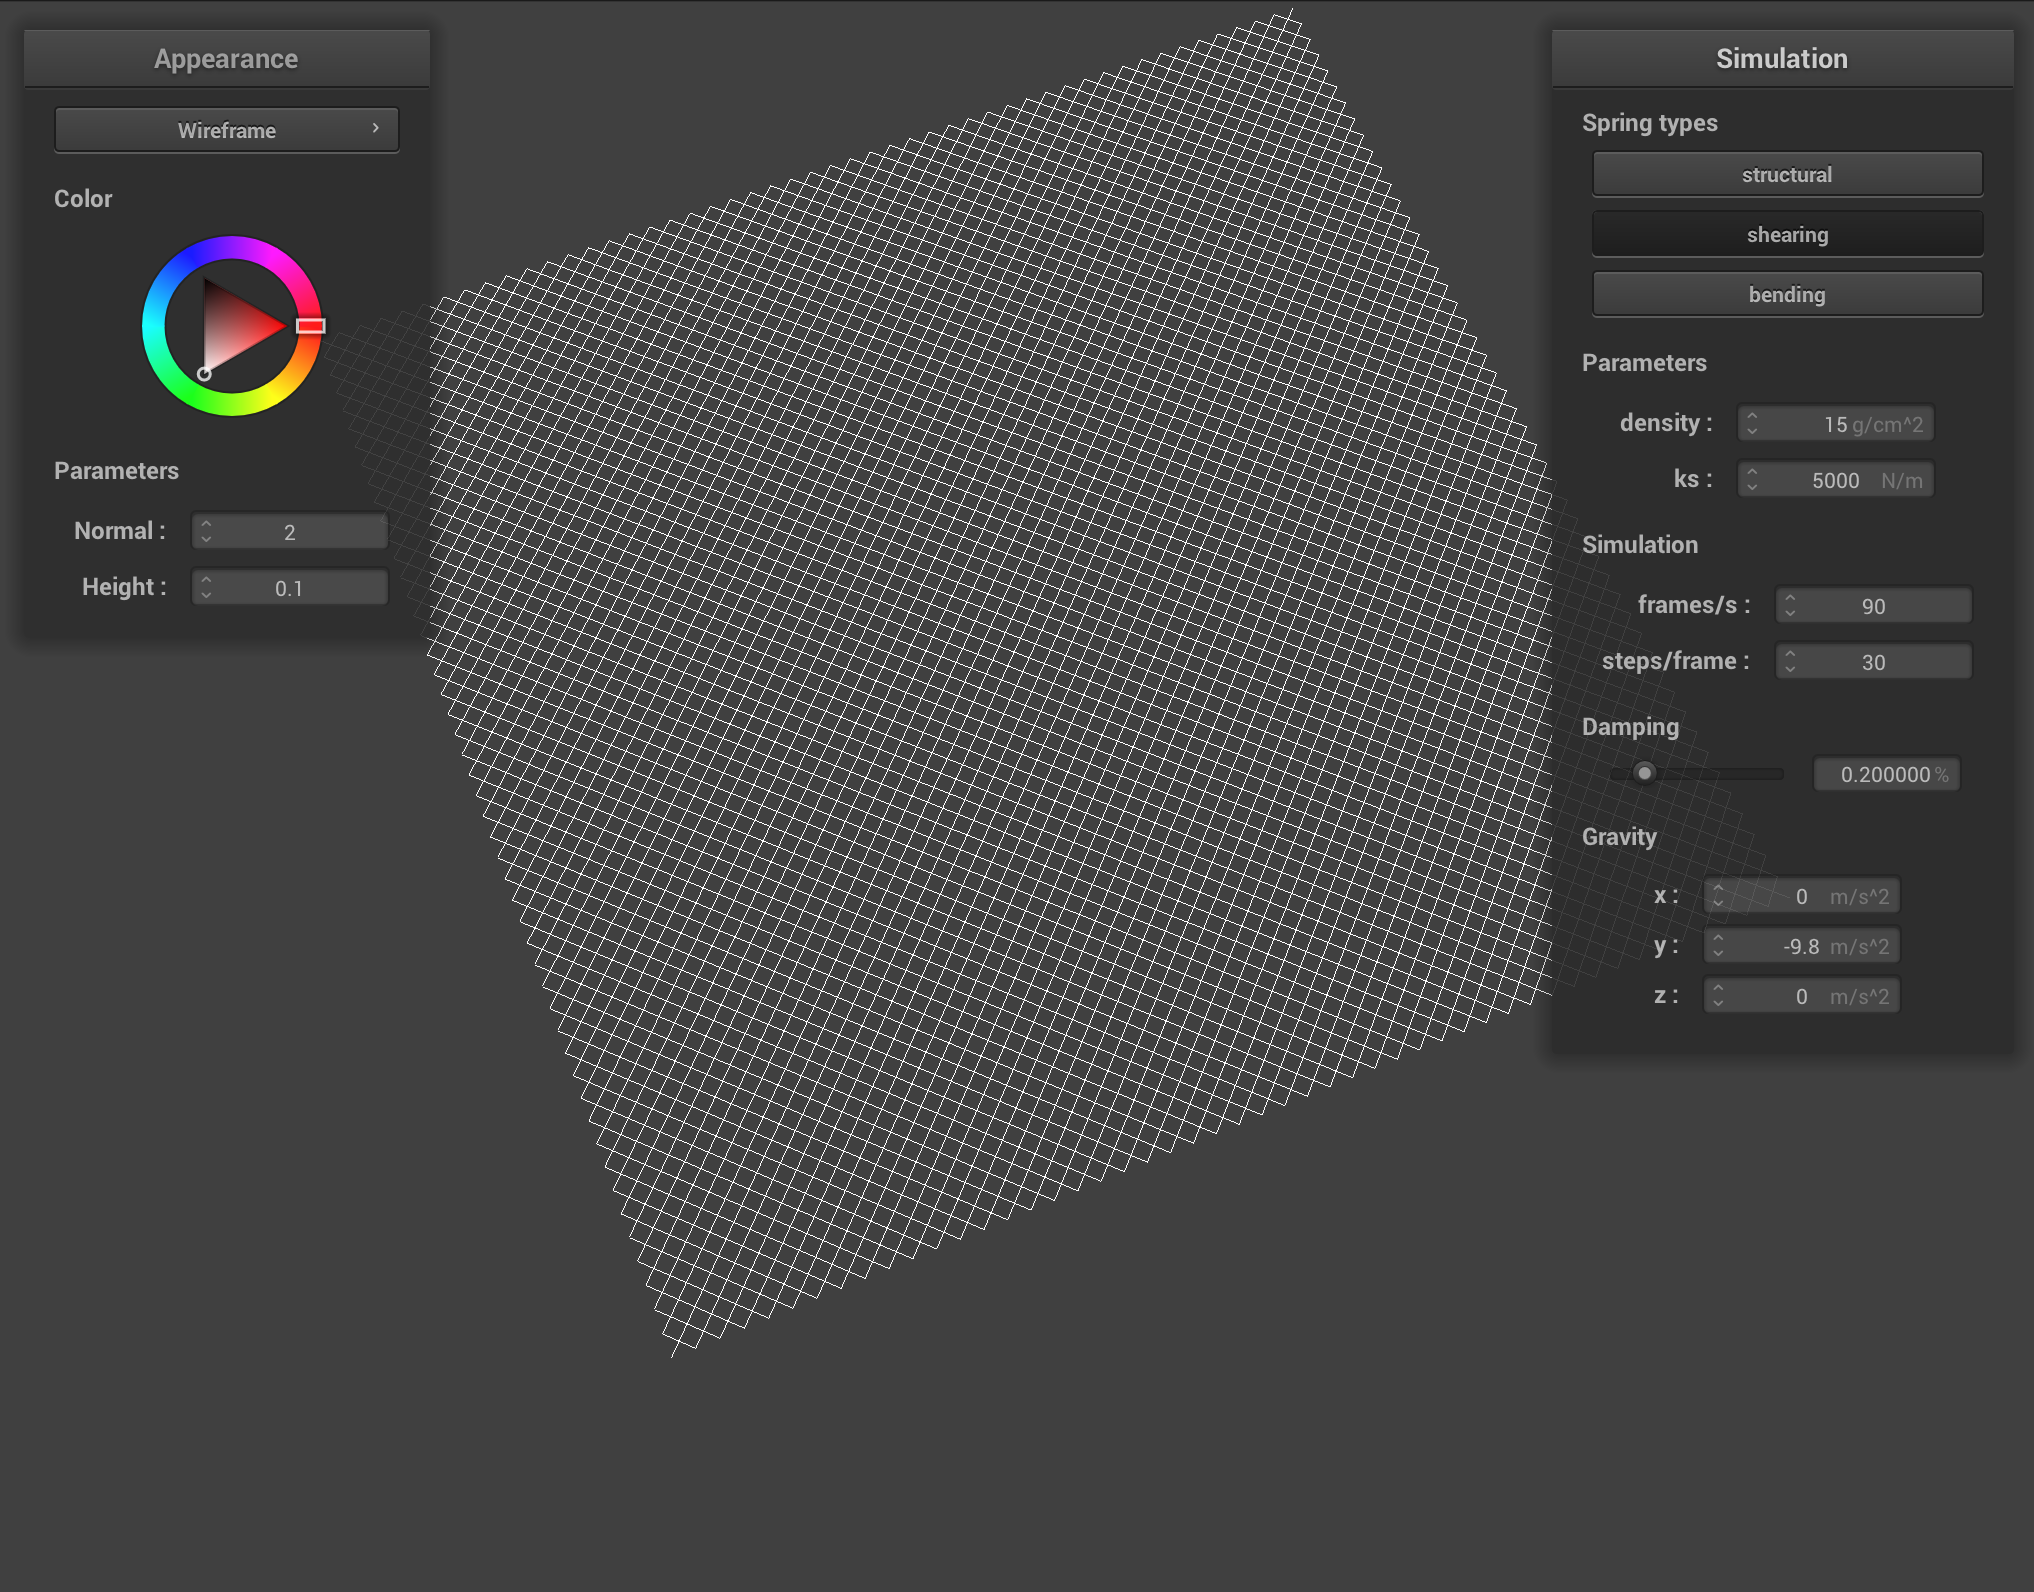 Appearance
Wireframe
Color
Parameters
Normal : 2
Height : 0.1
Simulation
Spring types
structural
shearing
bending
Parameters
density : 15 g/cm^2
ks : 5000 N/m
Simulation
frames/s : 90
steps/frame : 30
Damping
0.200000 %
Gravity
x : 0 m/s^2
y : -9.8 m/s^2
z : 0 m/s^2